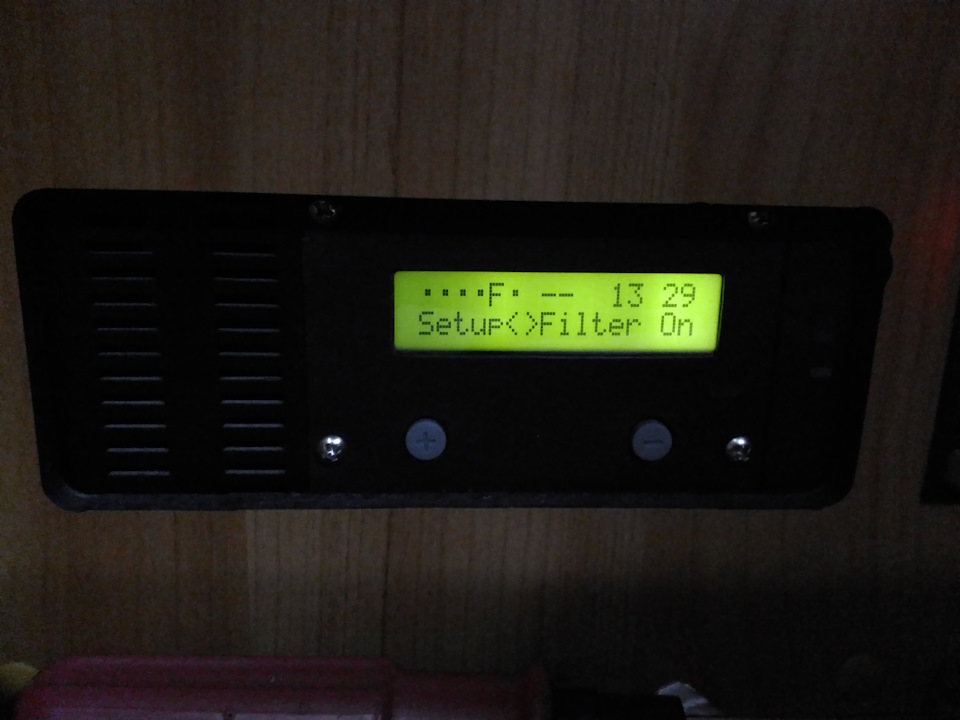 ····F· -- 13 29
Setup<>Filter On
+ -